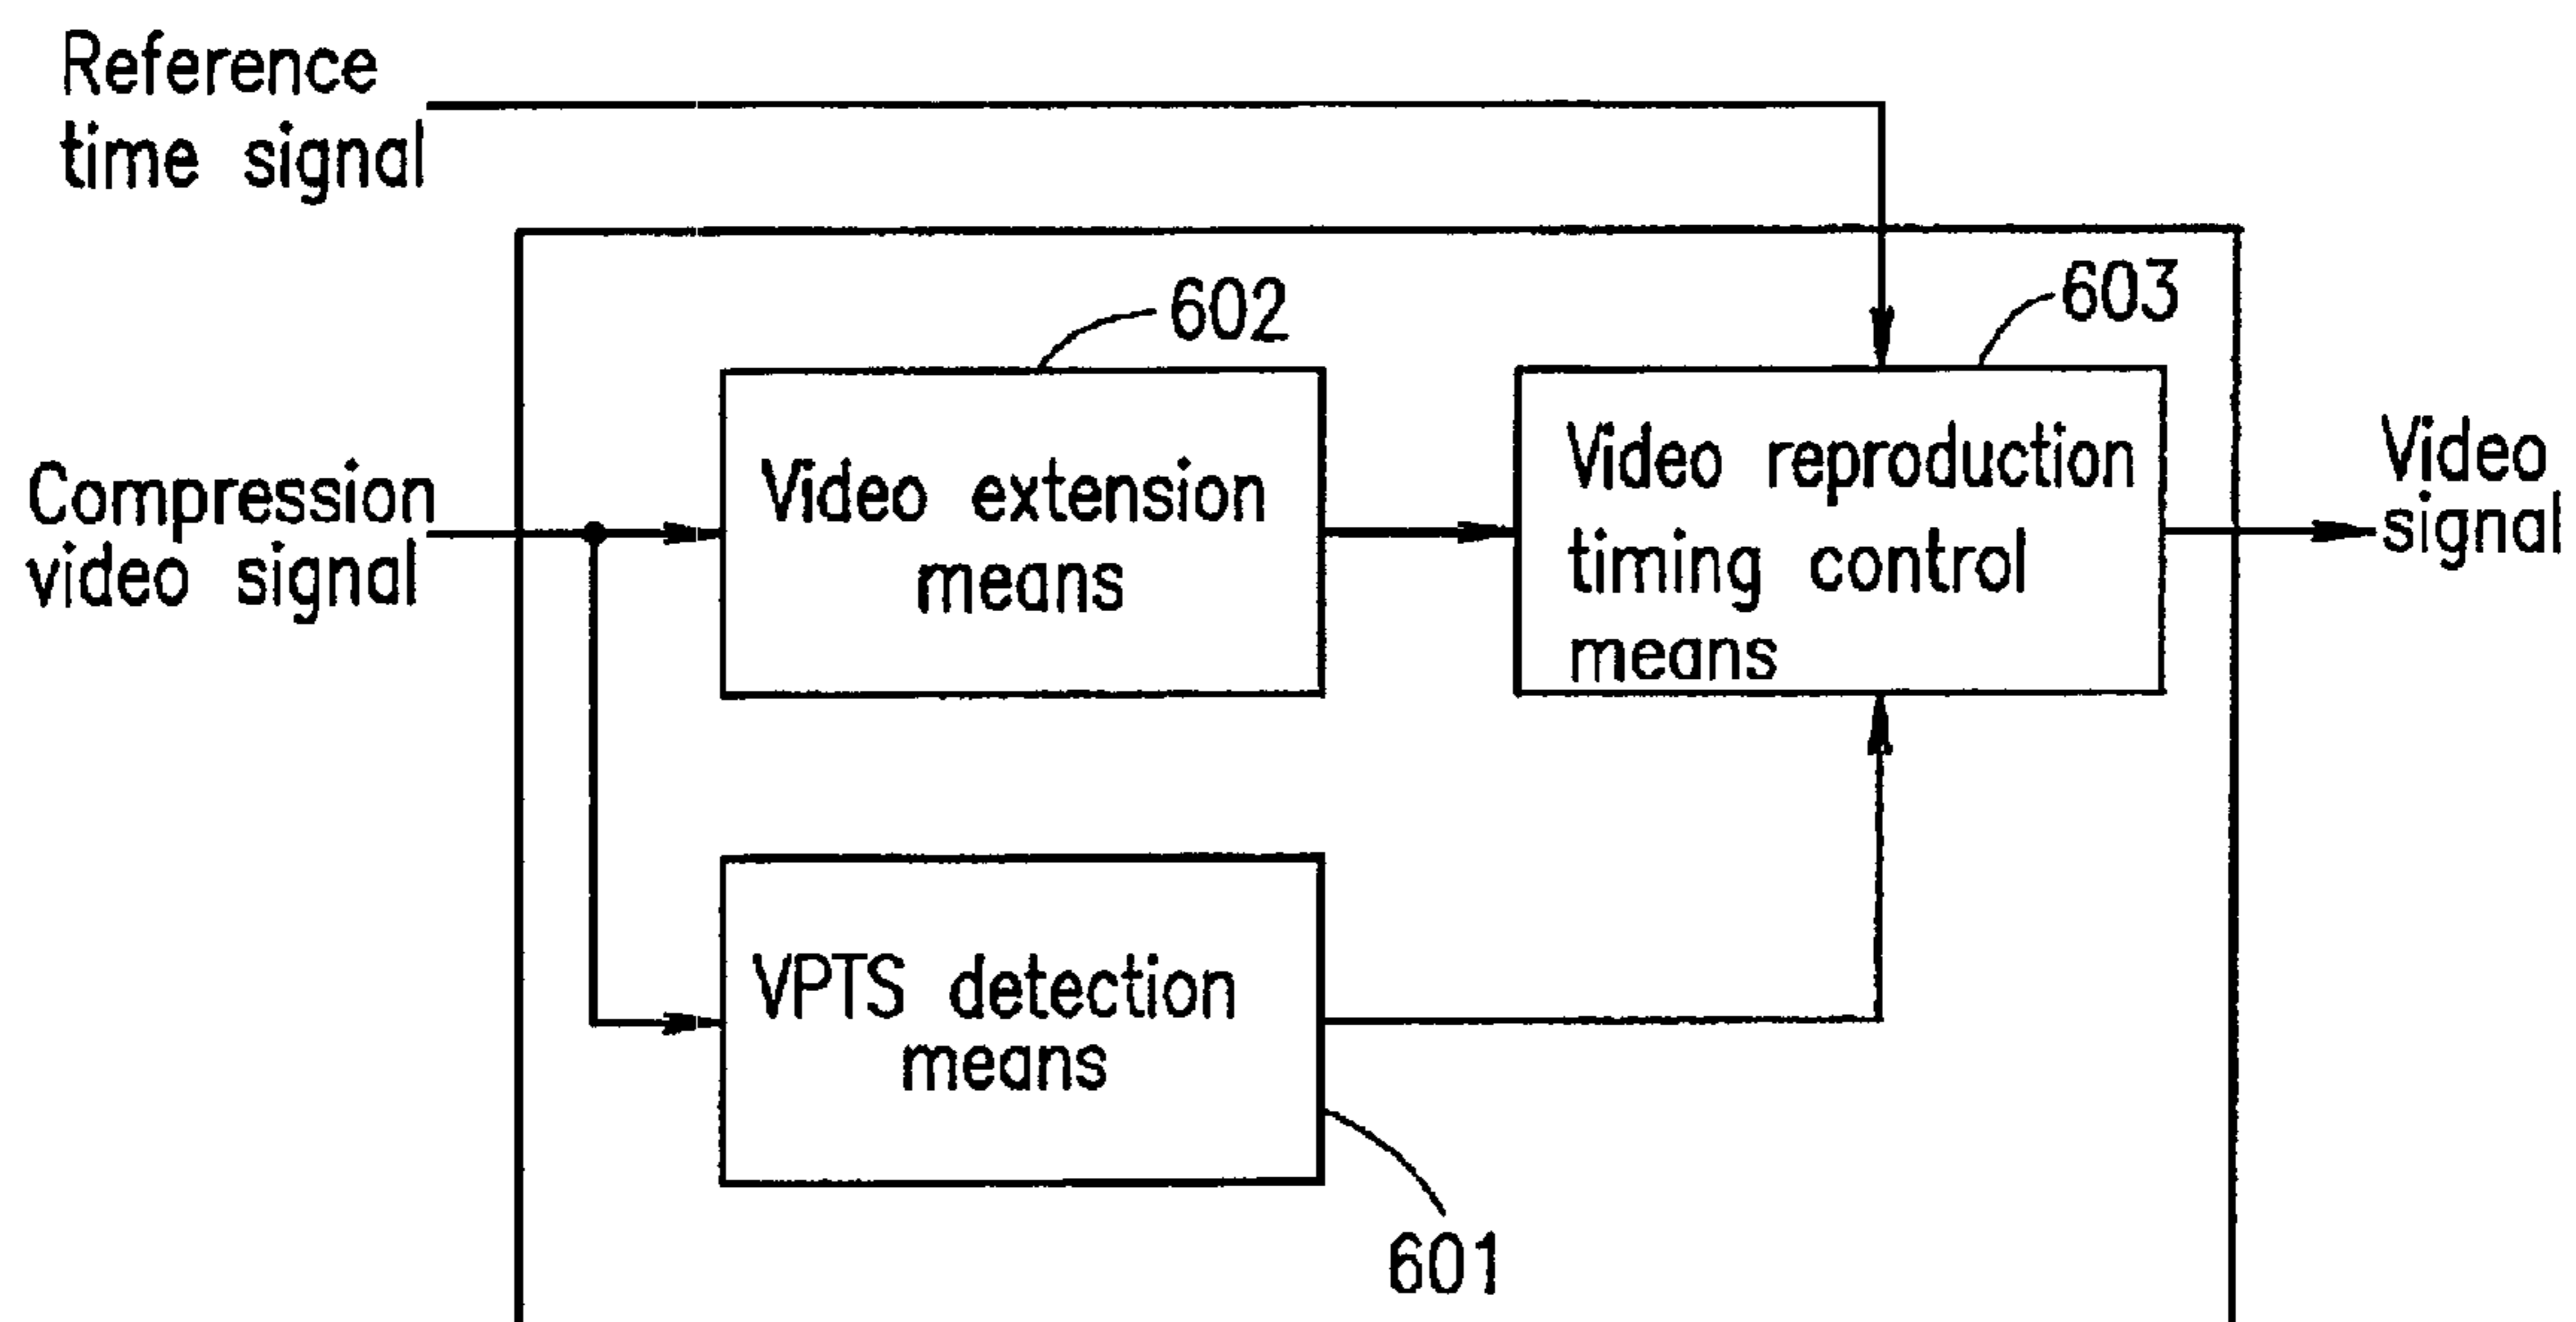 Reference
time signal
602
603
Compression
video signal
Video extension
means
Video reproduction
timing control
means
Video
signal
VPTS detection
means
601